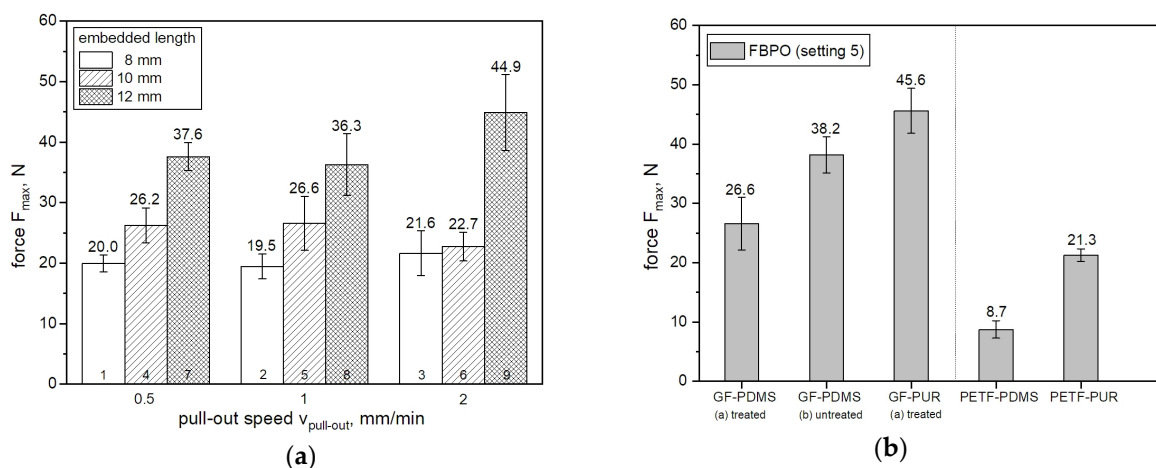 60
50
40
30
20
10
0
force F_max, N
embedded length
8 mm
10 mm
12 mm
20.0
26.2
37.6
19.5
26.6
36.3
21.6
22.7
44.9
1
4
7
2
5
8
3
6
9
0.5
1
2
pull-out speed v_pull-out, mm/min
(a)
60
50
40
30
20
10
0
force F_max, N
FBPO (setting 5)
26.6
38.2
45.6
8.7
21.3
GF-PDMS
(a) treated
GF-PDMS
(b) untreated
GF-PUR
(a) treated
PETF-PDMS
PETF-PUR
(b)